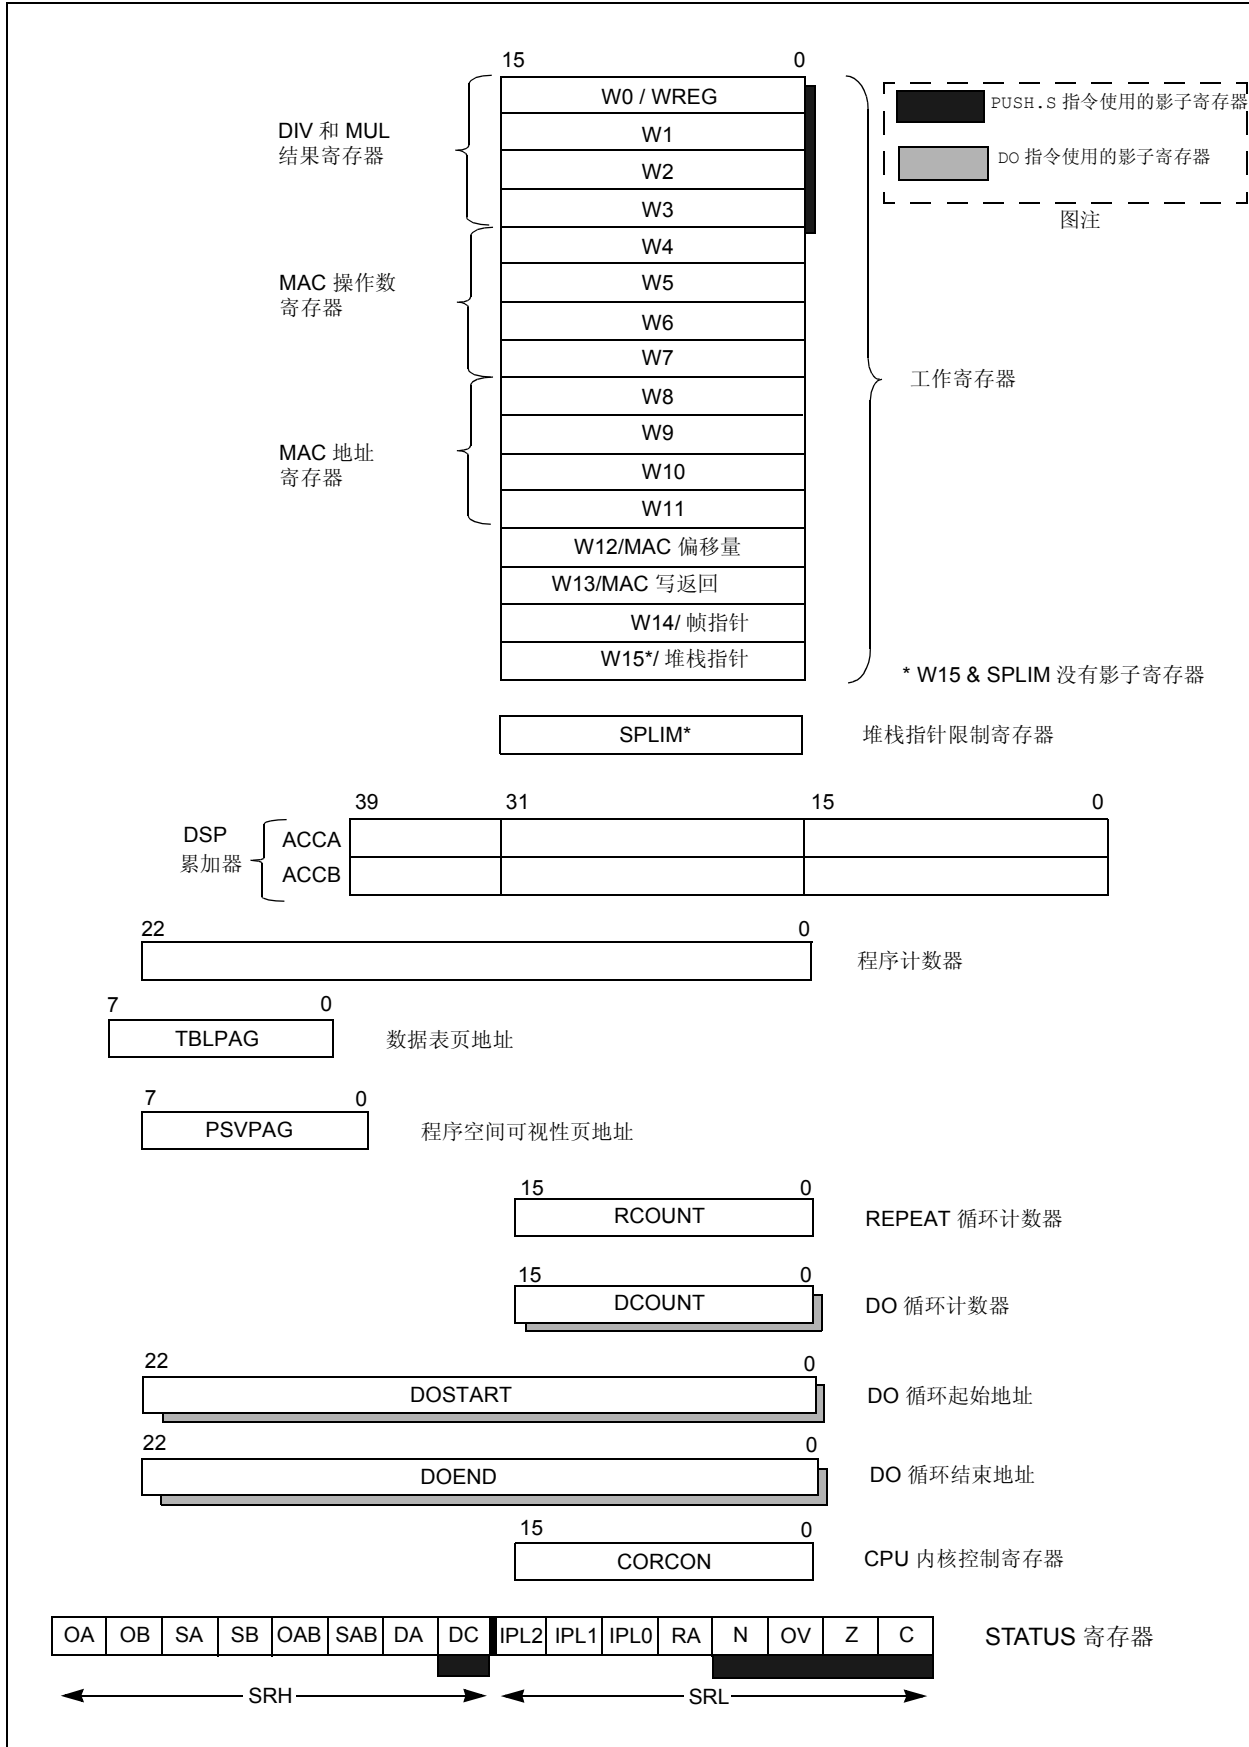 15 0
W0 / WREG
PUSH.S 指令使用的影子寄存器
DIV 和 MUL
结果寄存器
W1
W2
DO 指令使用的影子寄存器
W3
图注
W4
MAC 操作数
寄存器
W5
W6
W7
工作寄存器
W8
W9
MAC 地址
寄存器
W10
W11
W12/MAC 偏移量
W13/MAC 写返回
W14/ 帧指针
W15*/ 堆栈指针
* W15 & SPLIM 没有影子寄存器
SPLIM*
堆栈指针限制寄存器
39 31 15 0
DSP
累加器
ACCA
ACCB
22 0
程序计数器
7 0
TBLPAG
数据表页地址
7 0
PSVPAG
程序空间可视性页地址
15 0
RCOUNT
REPEAT 循环计数器
15 0
DCOUNT
DO 循环计数器
22 0
DOSTART
DO 循环起始地址
22 0
DOEND
DO 循环结束地址
15 0
CORCON
CPU 内核控制寄存器
OA OB SA SB OAB SAB DA DC IPL2 IPL1 IPL0 RA N OV Z C
STATUS 寄存器
SRH SRL